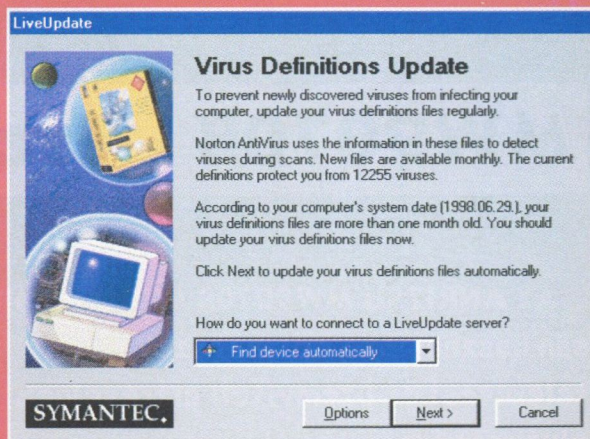 LiveUpdate
Virus Definitions Update
To prevent newly discovered viruses from infecting your
computer, update your virus definitions files regularly.
Norton AntiVirus uses the information in these files to detect
viruses during scans. New files are available monthly. The current
definitions protect you from 12255 viruses.
According to your computer's system date (1998.06.29.), your
virus definitions files are more than one month old. You should
update your virus definitions files now.
Click Next to update your virus definitions files automatically.
How do you want to connect to a LiveUpdate server?
Find device automatically
SYMANTEC.
Options
Next >
Cancel